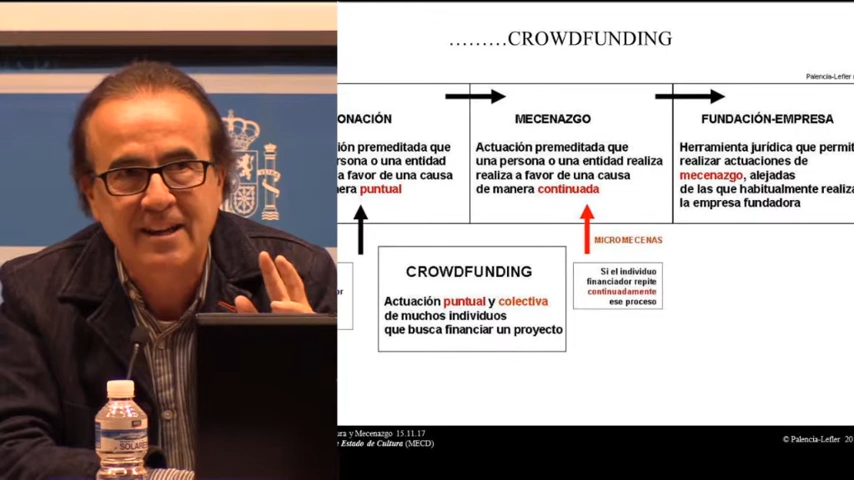 .........CROWDFUNDING
Palencia-Lefler
ONACIÓN
ión premeditada que
rsona o una entidad
a favor de una causa
nera puntual
MECENAZGO
Actuación premeditada que
una persona o una entidad realiza
realiza a favor de una causa
de manera continuada
FUNDACIÓN-EMPRESA
Herramienta jurídica que permit
realizar actuaciones de
mecenazgo, alejadas
de las que habitualmente realiza
la empresa fundadora
MICROMECENAS
CROWDFUNDING
Actuación puntual y colectiva
de muchos individuos
que busca financiar un proyecto
or
Si el individuo
financiador repite
continuadamente
ese proceso
SOLARES
ura y Mecenazgo 15.11.17
e Estado de Cultura (MECD)
© Palencia-Lefler 20